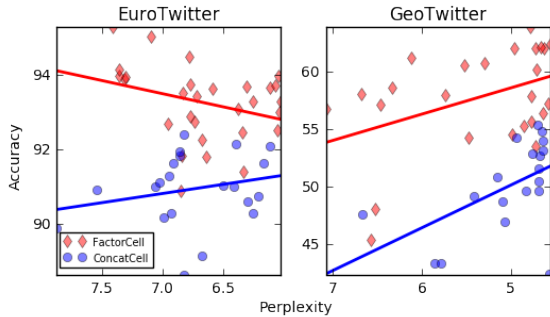 EuroTwitter
GeoTwitter
94
92
90
60
55
50
45
Accuracy
FactorCell
ConcatCell
7.5
7.0
6.5
7
6
5
Perplexity